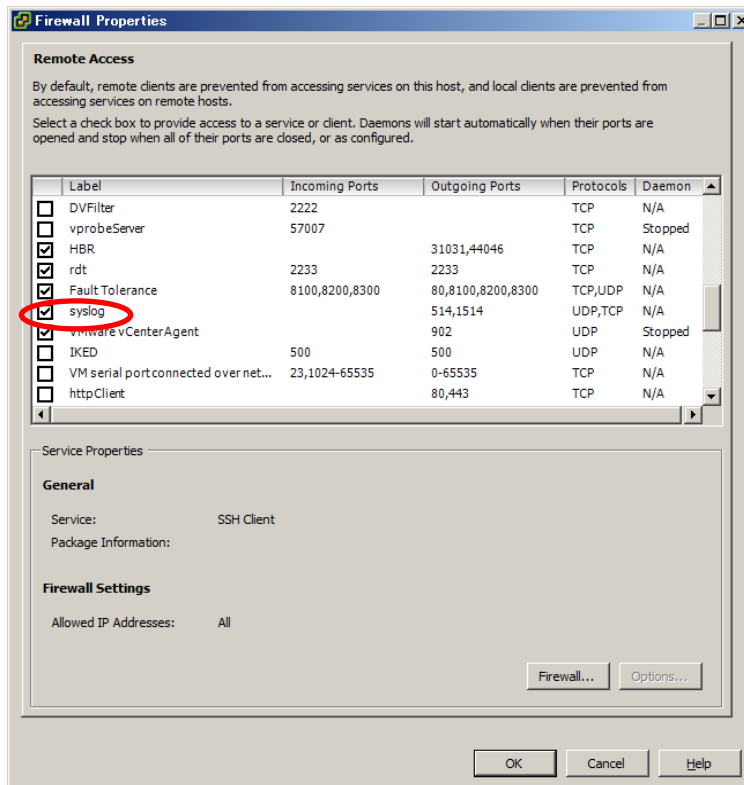 Firewall Properties
Remote Access
By default, remote clients are prevented from accessing services on this host, and local clients are prevented from
accessing services on remote hosts.
Select a check box to provide access to a service or client. Daemons will start automatically when their ports are
opened and stop when all of their ports are closed, or as configured.
Label Incoming Ports Outgoing Ports Protocols Daemon
DVFilter 2222 TCP N/A
vprobeServer 57007 TCP Stopped
HBR 31031,44046 TCP N/A
rdt 2233 2233 TCP N/A
Fault Tolerance 8100,8200,8300 80,8100,8200,8300 TCP,UDP N/A
syslog 514,1514 UDP,TCP N/A
VMware vCenterAgent 902 UDP Stopped
IKED 500 500 UDP N/A
VM serial port connected over net... 23,1024-65535 0-65535 TCP N/A
httpClient 80,443 TCP N/A
Service Properties
General
Service: SSH Client
Package Information:
Firewall Settings
Allowed IP Addresses: All
Firewall... Options...
OK Cancel Help